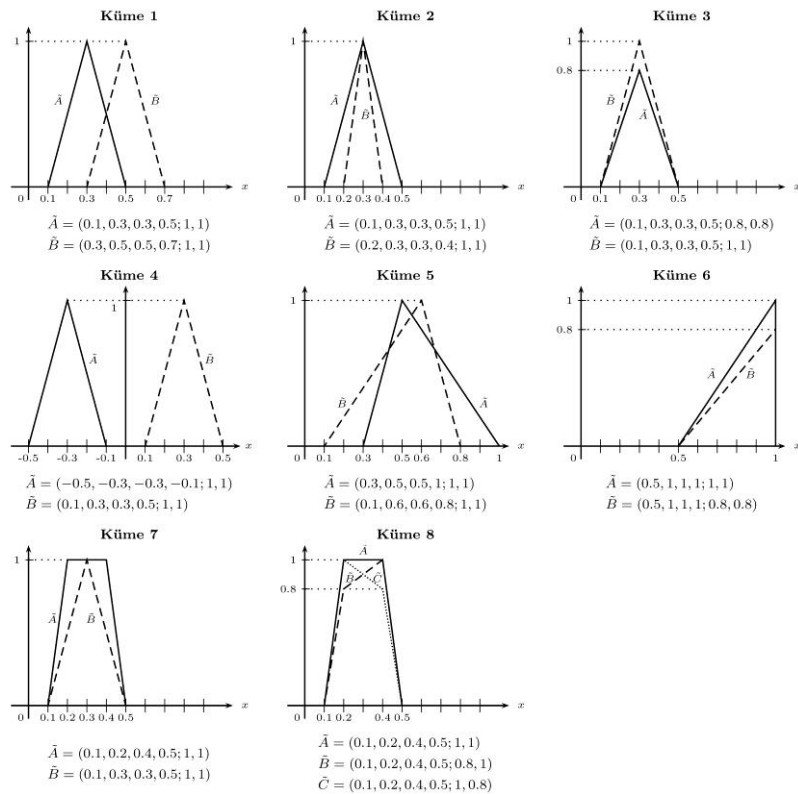 Küme 1
1
Ã
B̃
0
0.1
0.3
0.5
0.7
x
Ã = (0.1, 0.3, 0.3, 0.5; 1, 1)
B̃ = (0.3, 0.5, 0.5, 0.7; 1, 1)
Küme 2
1
Ã
B̃
0
0.1
0.2
0.3
0.4
0.5
x
Ã = (0.1, 0.3, 0.3, 0.5; 1, 1)
B̃ = (0.2, 0.3, 0.3, 0.4; 1, 1)
Küme 3
1
0.8
B̃
Ã
0
0.1
0.3
0.5
x
Ã = (0.1, 0.3, 0.3, 0.5; 0.8, 0.8)
B̃ = (0.1, 0.3, 0.3, 0.5; 1, 1)
Küme 4
1
Ã
B̃
-0.5
-0.3
-0.1
0
0.1
0.3
0.5
x
Ã = (−0.5, −0.3, −0.3, −0.1; 1, 1)
B̃ = (0.1, 0.3, 0.3, 0.5; 1, 1)
Küme 5
1
B̃
Ã
0
0.1
0.3
0.5
0.6
0.8
1
x
Ã = (0.3, 0.5, 0.5, 1; 1, 1)
B̃ = (0.1, 0.6, 0.6, 0.8; 1, 1)
Küme 6
1
0.8
Ã
B̃
0
0.5
1
x
Ã = (0.5, 1, 1, 1; 1, 1)
B̃ = (0.5, 1, 1, 1; 0.8, 0.8)
Küme 7
1
Ã
B̃
0
0.1
0.2
0.3
0.4
0.5
x
Ã = (0.1, 0.2, 0.4, 0.5; 1, 1)
B̃ = (0.1, 0.3, 0.3, 0.5; 1, 1)
Küme 8
Ã
1
B̃
C̃
0.8
0
0.1
0.2
0.4
0.5
x
Ã = (0.1, 0.2, 0.4, 0.5; 1, 1)
B̃ = (0.1, 0.2, 0.4, 0.5; 0.8, 1)
C̃ = (0.1, 0.2, 0.4, 0.5; 1, 0.8)